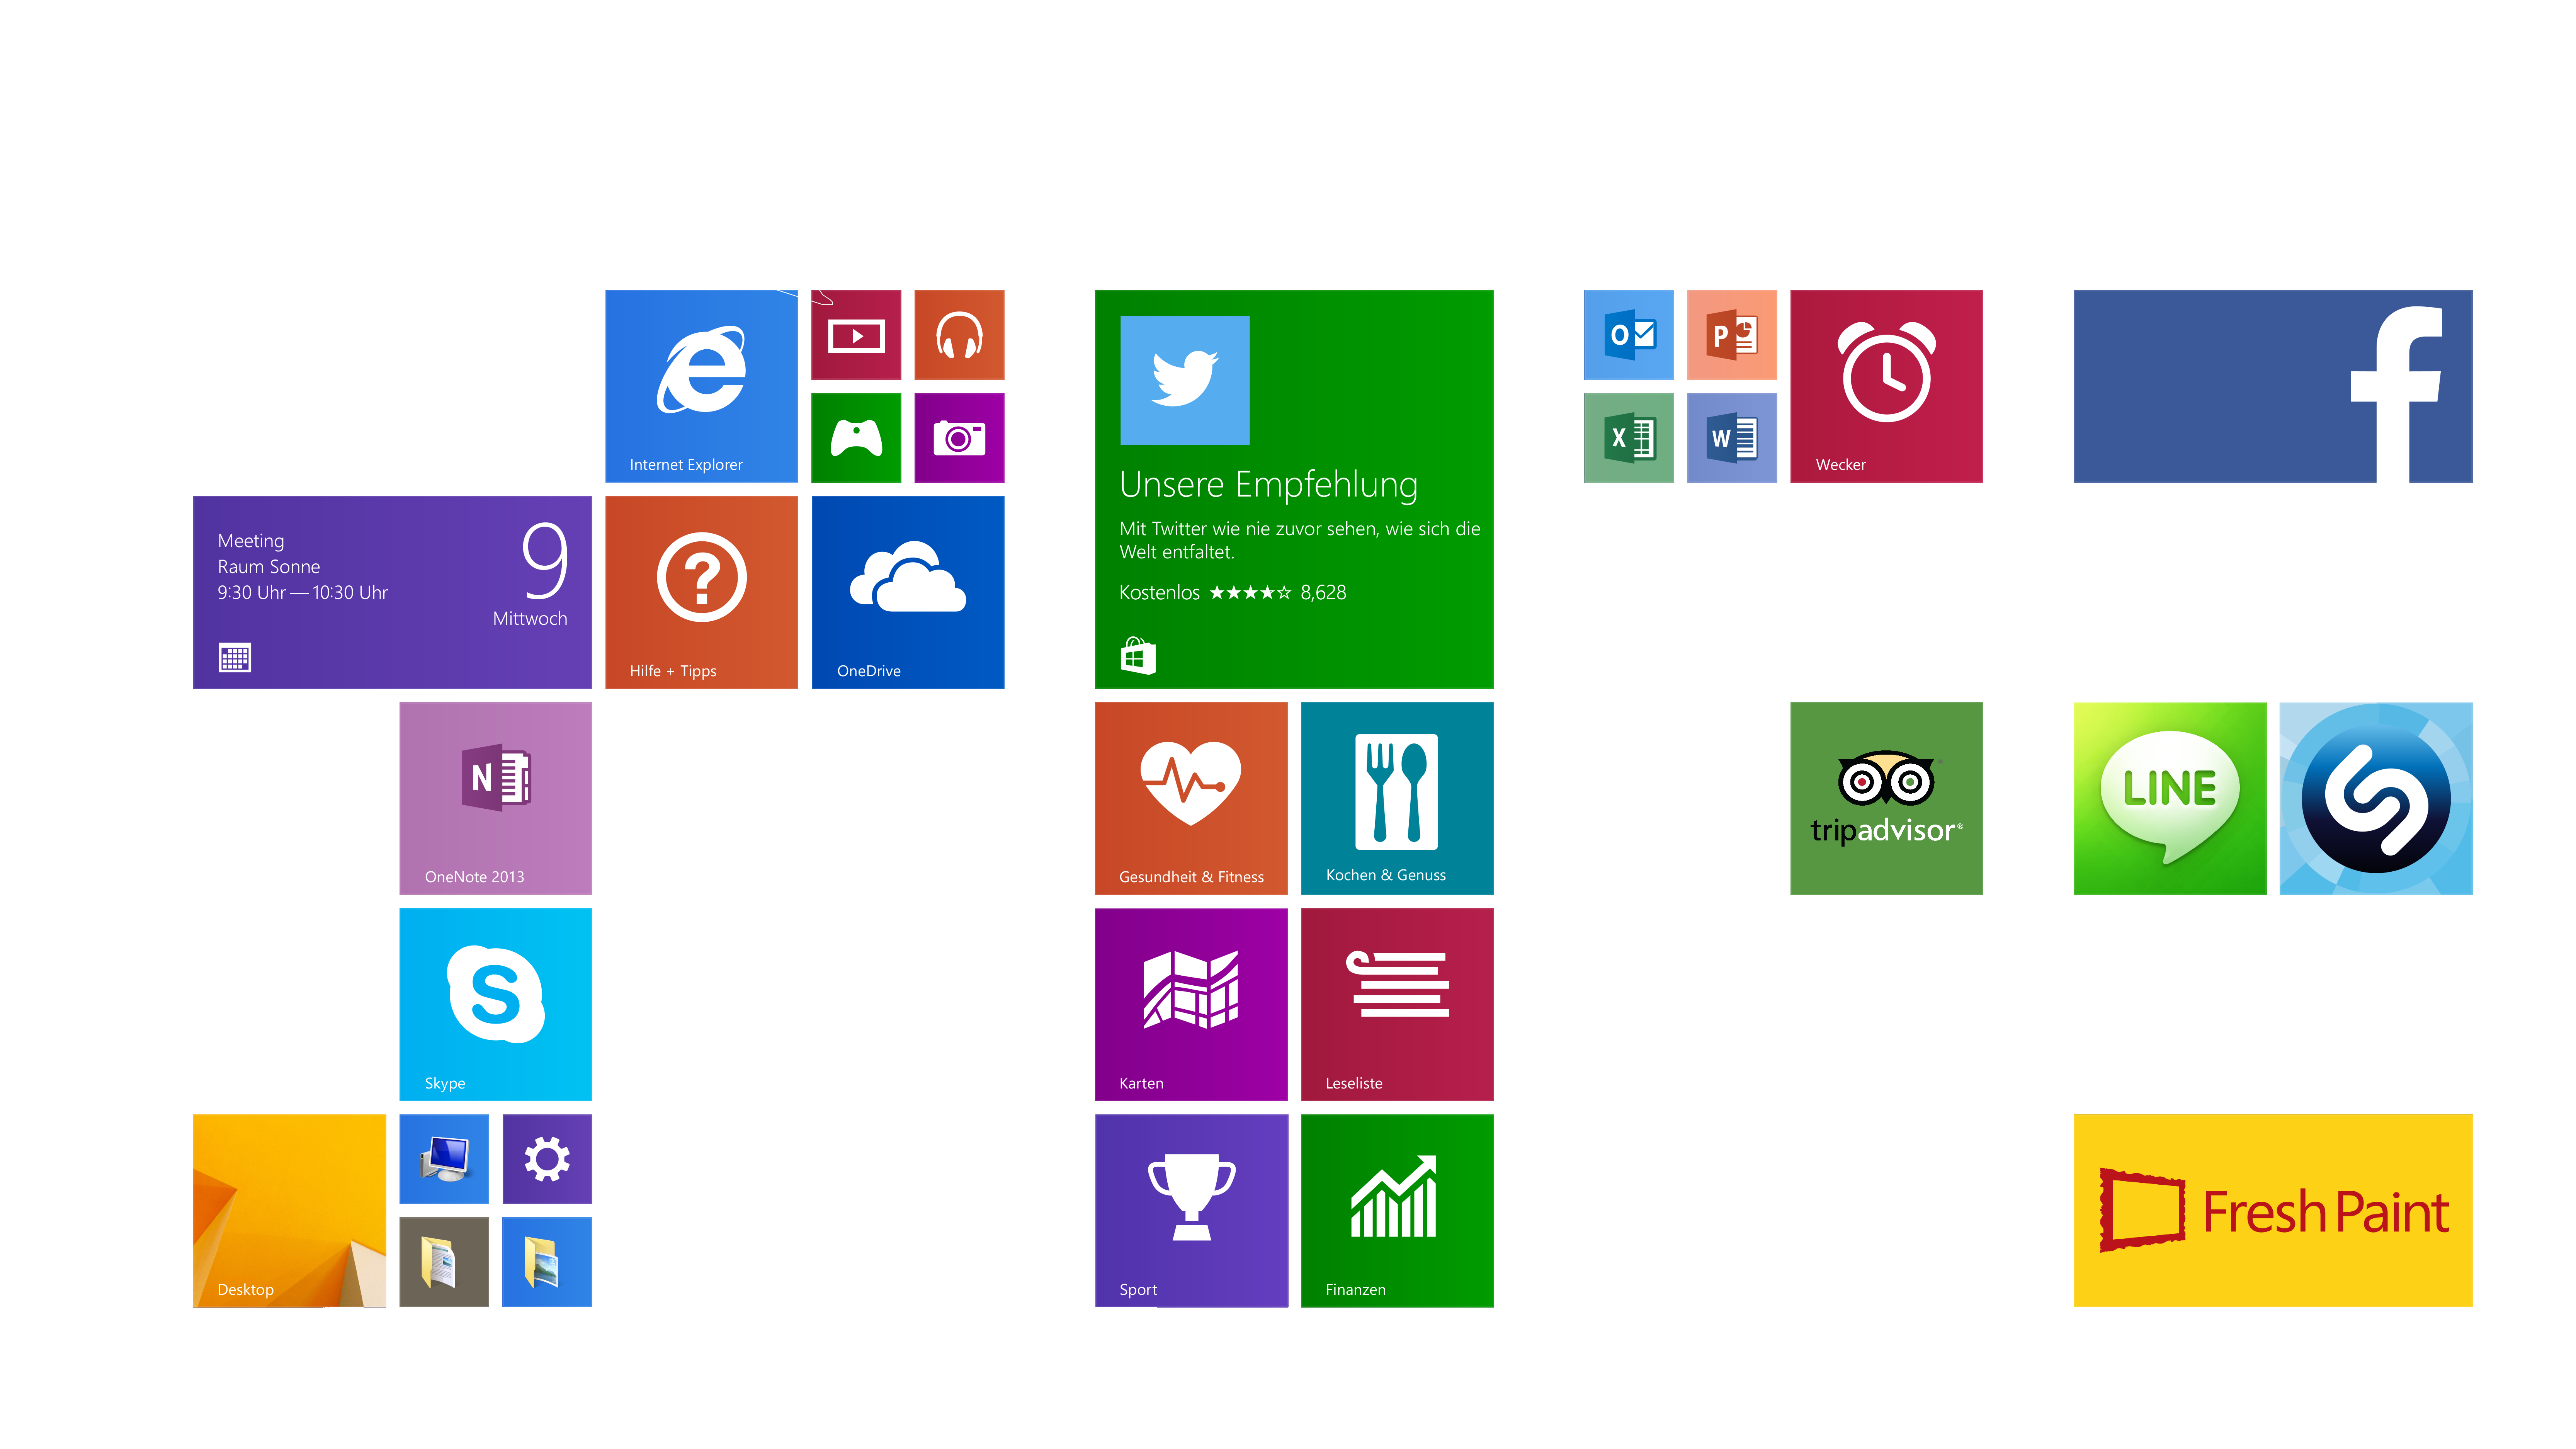 Internet Explorer
Meeting
Raum Sonne
9:30 Uhr — 10:30 Uhr
9
Mittwoch
Hilfe + Tipps
OneDrive
N
OneNote 2013
S
Skype
Desktop
Unsere Empfehlung
Mit Twitter wie nie zuvor sehen, wie sich die
Welt entfaltet.
Kostenlos ★★★★☆ 8,628
Gesundheit & Fitness
Kochen & Genuss
Karten
Leseliste
Sport
Finanzen
O
P
X
W
Wecker
tripadvisor®
f
LINE
Fresh Paint